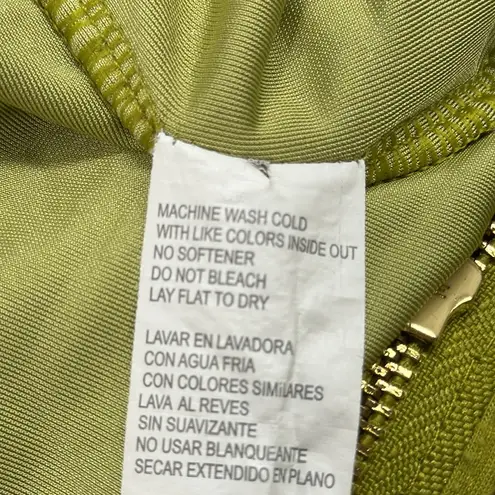 MACHINE WASH COLD
WITH LIKE COLORS INSIDE OUT
NO SOFTENER
DO NOT BLEACH
LAY FLAT TO DRY
LAVAR EN LAVADORA
CON AGUA FRIA
CON COLORES SIMILARES
LAVA AL REVES
SIN SUAVIZANTE
NO USAR BLANQUEANTE
SECAR EXTENDIDO EN PLANO